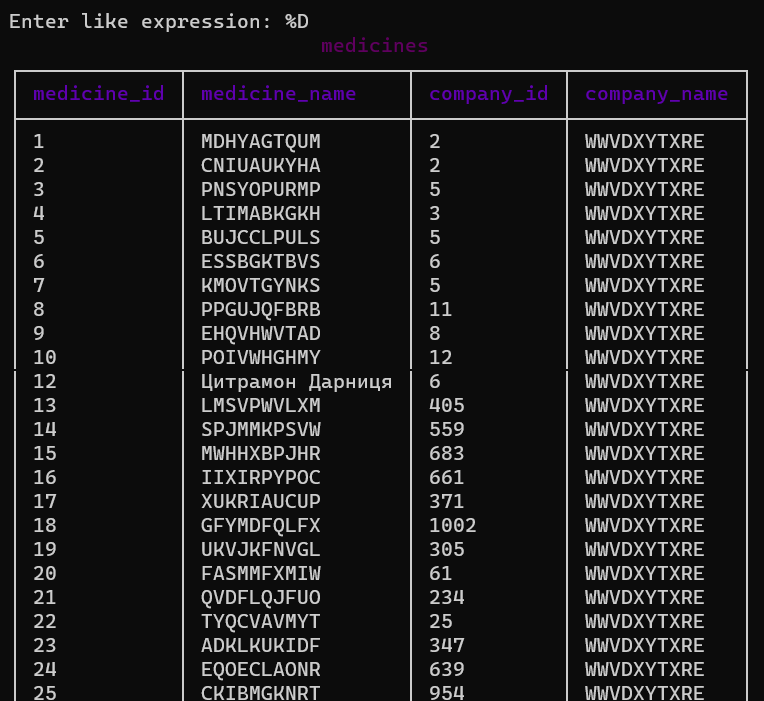 Enter like expression: %D
medicines
medicine_id medicine_name company_id company_name
1 MDHYAGTQUM 2 WWVDXYTXRE
2 CNIUAUKYHA 2 WWVDXYTXRE
3 PNSYOPURMP 5 WWVDXYTXRE
4 LTIMABKGKH 3 WWVDXYTXRE
5 BUJCCLPULS 5 WWVDXYTXRE
6 ESSBGKTBVS 6 WWVDXYTXRE
7 KMOVTGYNKS 5 WWVDXYTXRE
8 PPGUJQFBRB 11 WWVDXYTXRE
9 EHQVHWVTAD 8 WWVDXYTXRE
10 POIVWHGHMY 12 WWVDXYTXRE
12 Цитрамон Дарниця 6 WWVDXYTXRE
13 LMSVPWVLXM 405 WWVDXYTXRE
14 SPJMMKPSVW 559 WWVDXYTXRE
15 MWHHXBPJHR 683 WWVDXYTXRE
16 IIXIRPYPOC 661 WWVDXYTXRE
17 XUKRIAUCUP 371 WWVDXYTXRE
18 GFYMDFQLFX 1002 WWVDXYTXRE
19 UKVJKFNVGL 305 WWVDXYTXRE
20 FASMMFXMIW 61 WWVDXYTXRE
21 QVDFLQJFUO 234 WWVDXYTXRE
22 TYQCVAVMYT 25 WWVDXYTXRE
23 ADKLKUKIDF 347 WWVDXYTXRE
24 EQOECLAONR 639 WWVDXYTXRE
25 CKIBMGKNRT 954 WWVDXYTXRE